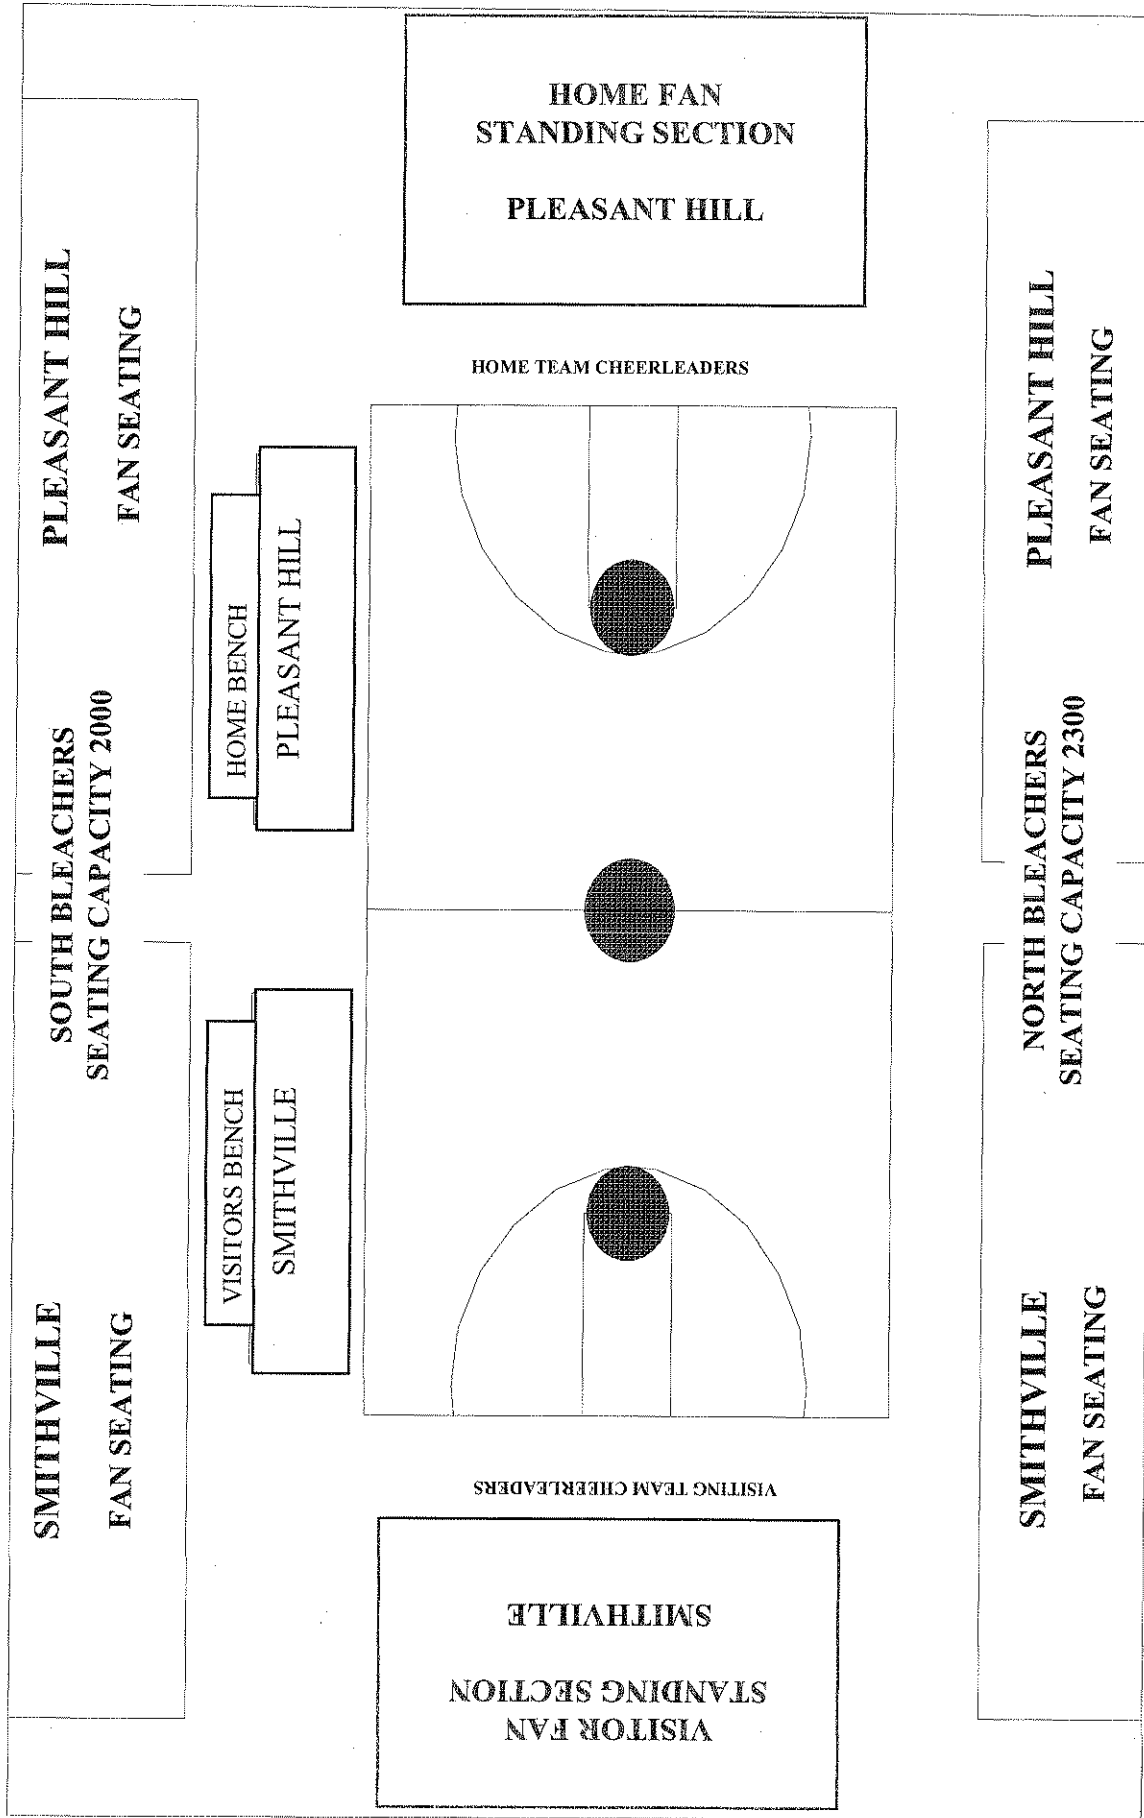 HOME FAN
STANDING SECTION
PLEASANT HILL
HOME TEAM CHEERLEADERS
PLEASANT HILL
FAN SEATING
SOUTH BLEACHERS
SEATING CAPACITY 2000
SMITHVILLE
FAN SEATING
HOME BENCH
PLEASANT HILL
VISITORS BENCH
SMITHVILLE
PLEASANT HILL
FAN SEATING
NORTH BLEACHERS
SEATING CAPACITY 2300
SMITHVILLE
FAN SEATING
VISITING TEAM CHEERLEADERS
VISITOR FAN
STANDING SECTION
SMITHVILLE